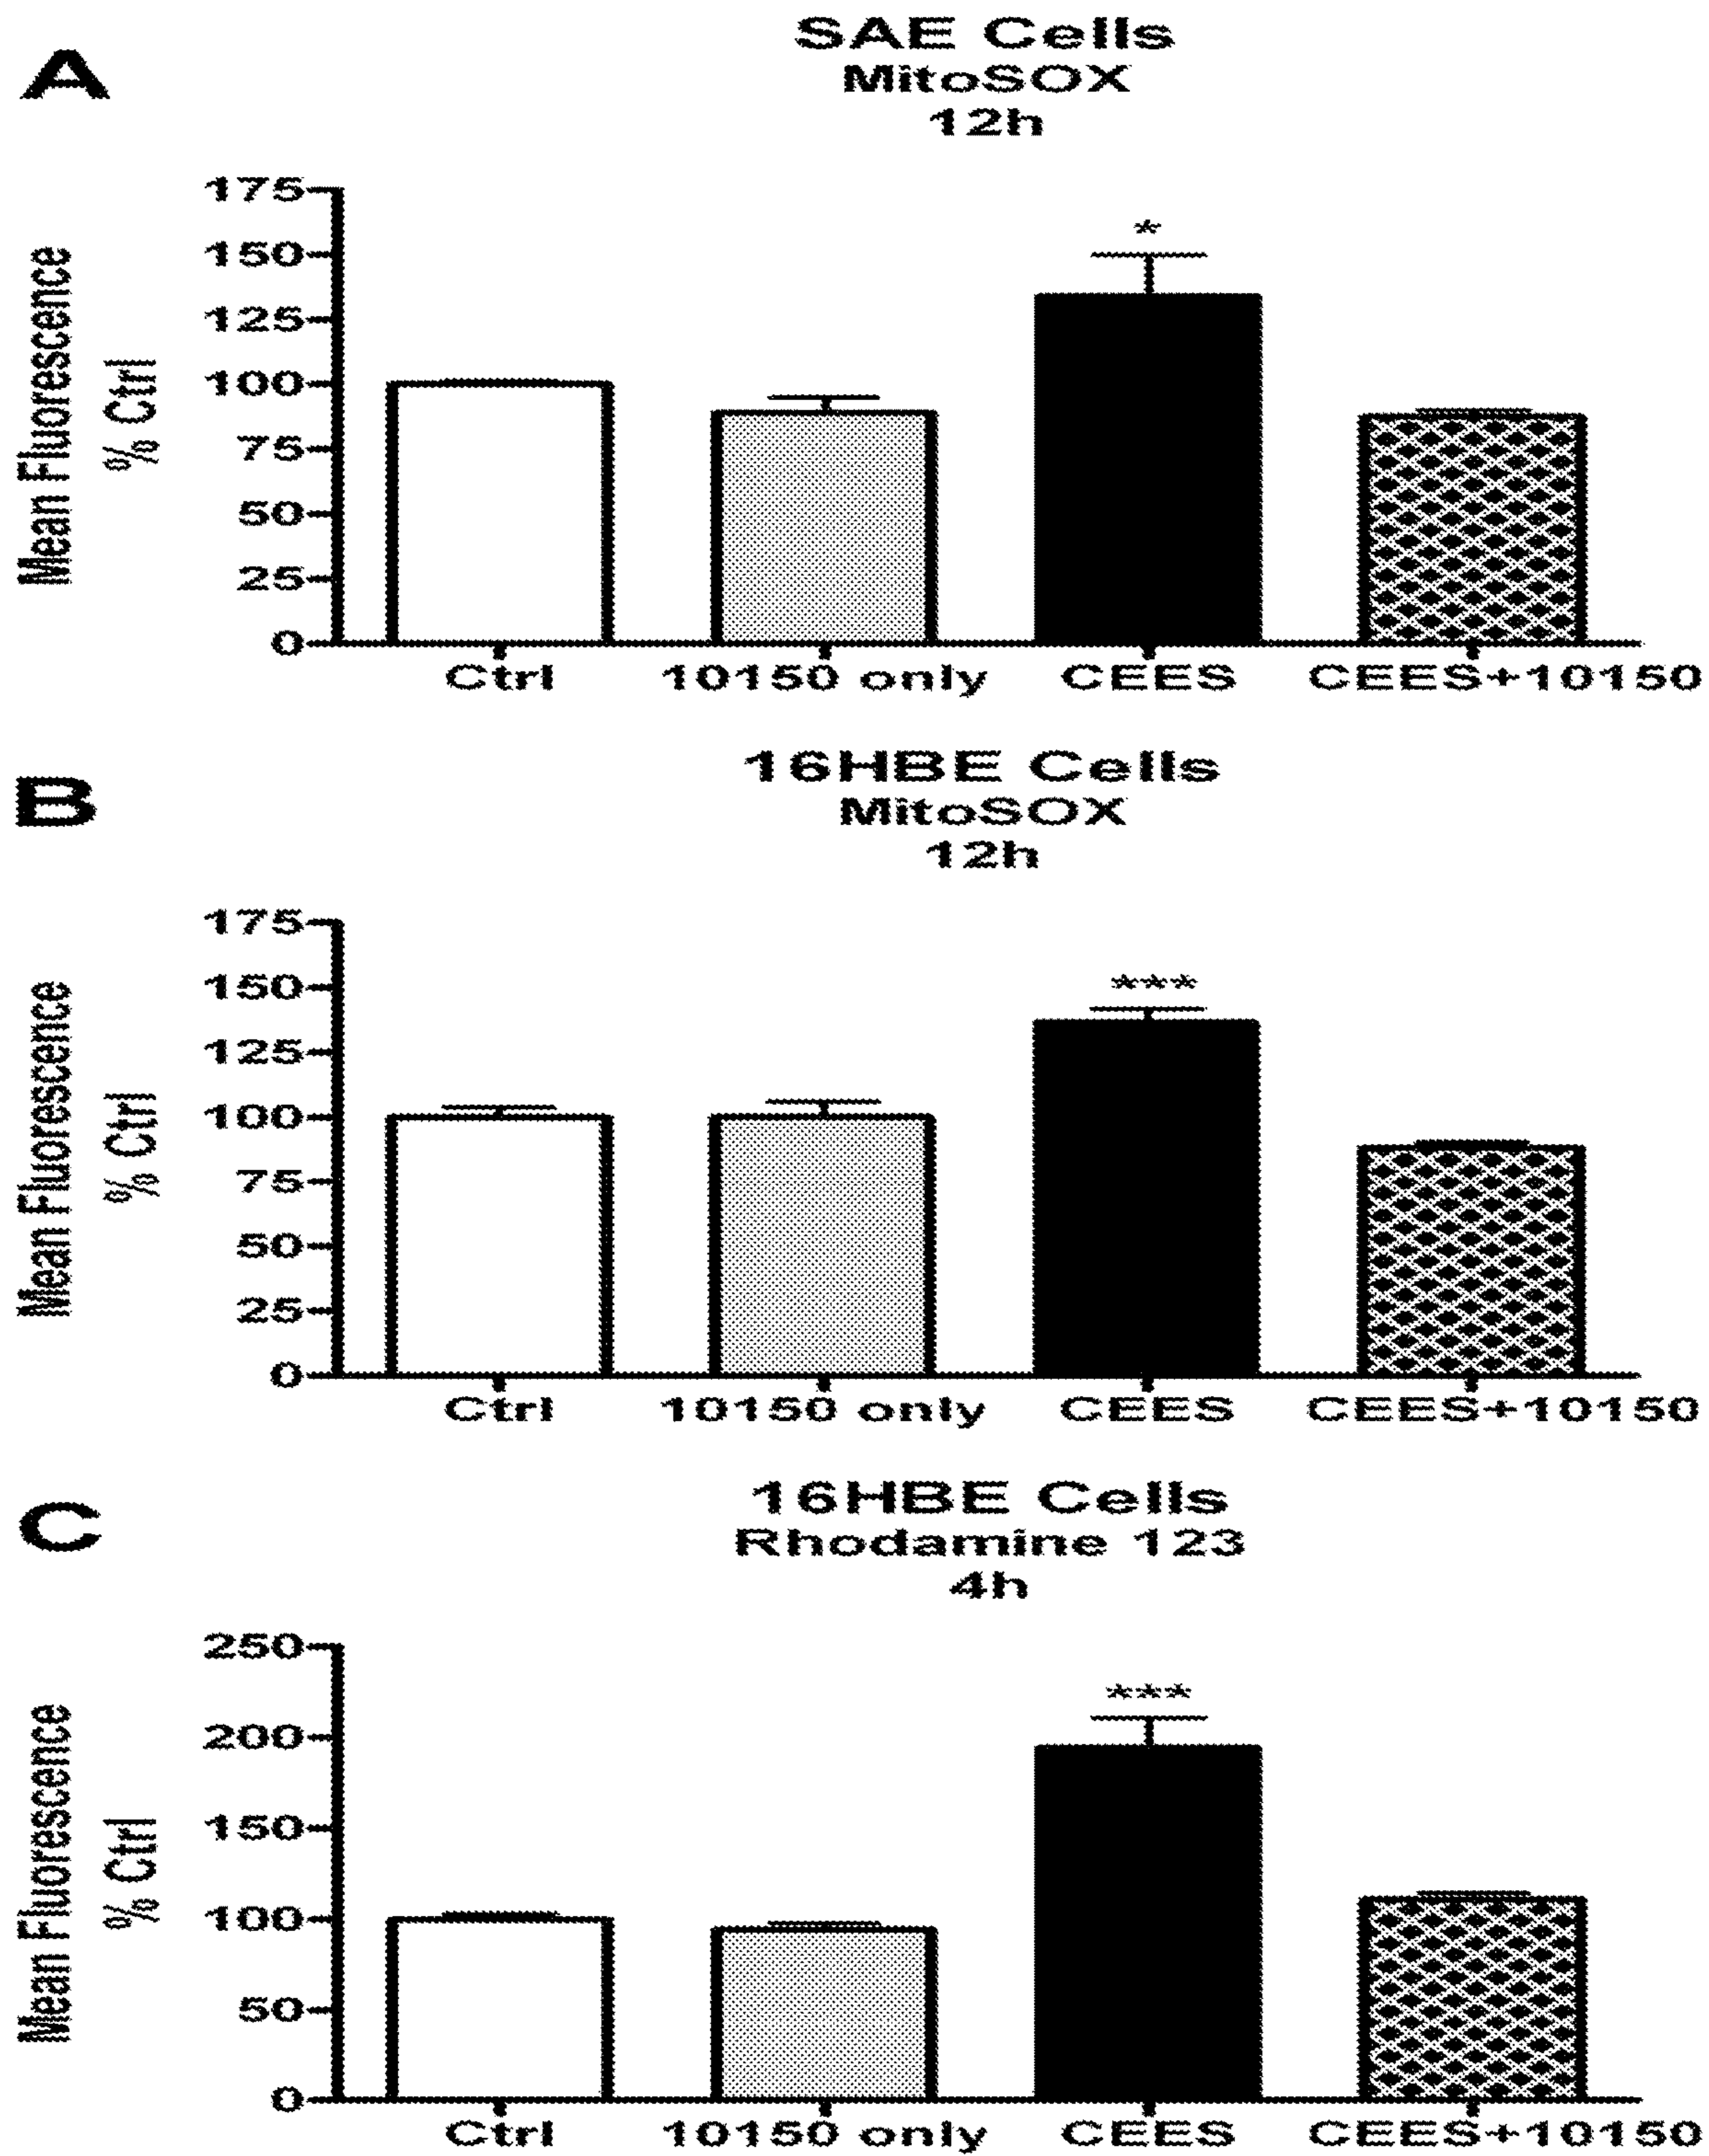 A
SAE Cells
MitoSOX
12h
Mean Fluorescence
% Ctrl
175
150
125
100
75
50
25
0
*
Ctrl 10150 only CEES CEES+10150
B
16HBE Cells
MitoSOX
12h
Mean Fluorescence
% Ctrl
175
150
125
100
75
50
25
0
***
Ctrl 10150 only CEES CEES+10150
C
16HBE Cells
Rhodamine 123
4h
Mean Fluorescence
% Ctrl
250
200
150
100
50
0
***
Ctrl 10150 only CEES CEES+10150